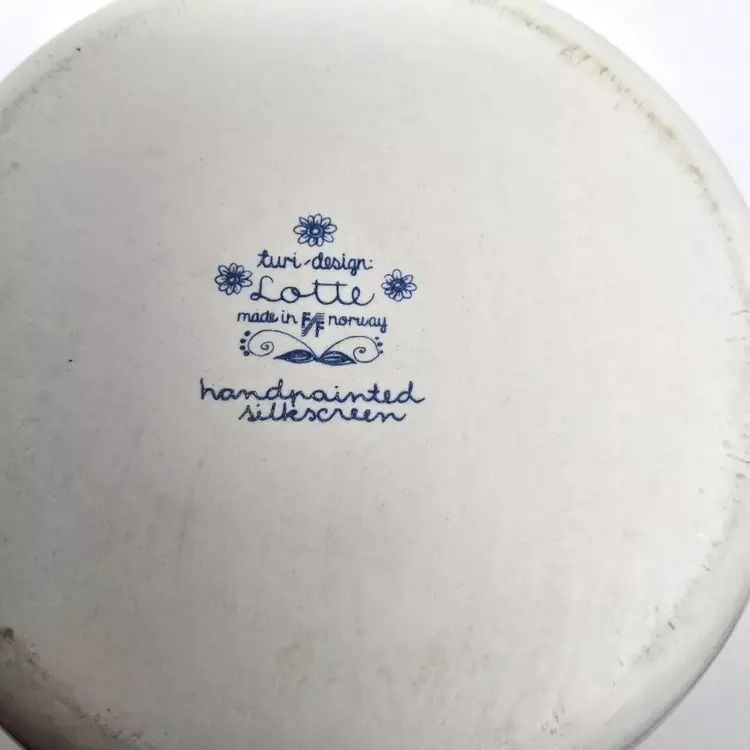 turi-design:
Lotte
made in F/F norway
handpainted
silkscreen